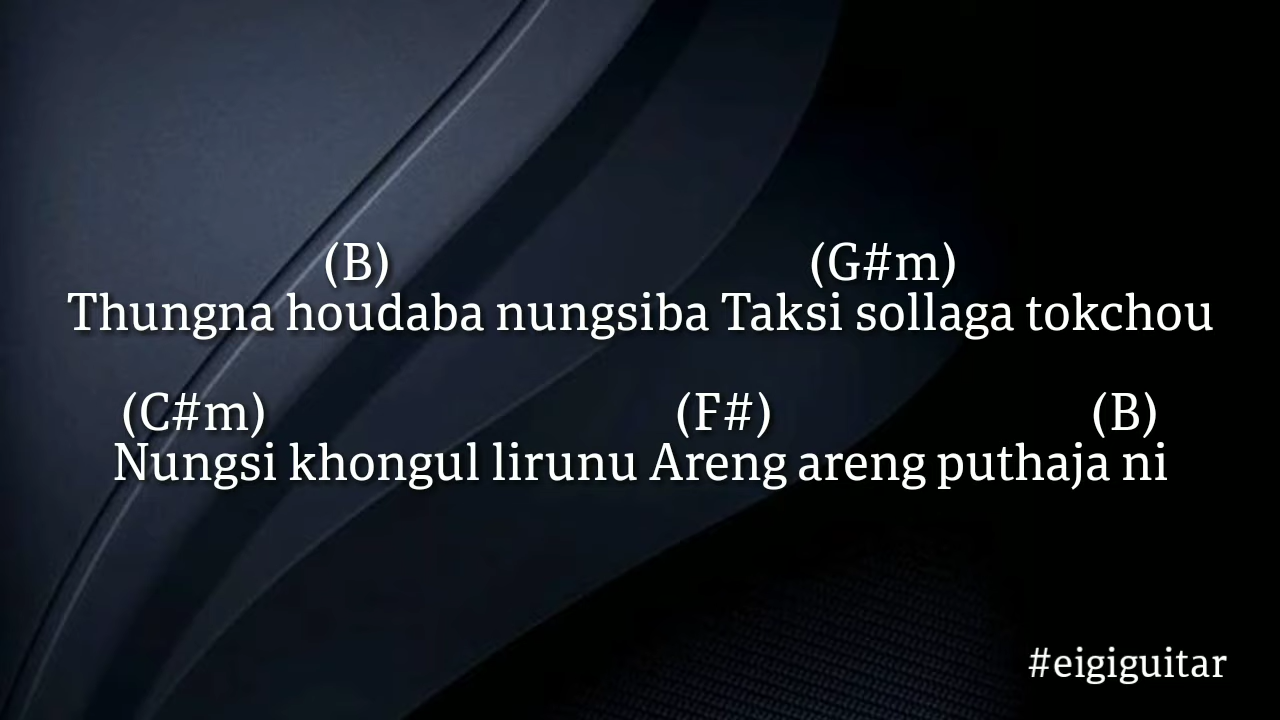 (B) (G#m)
Thungna houdaba nungsiba Taksi sollaga tokchou
(C#m) (F#) (B)
Nungsi khongul lirunu Areng areng puthaja ni
#eigiguitar